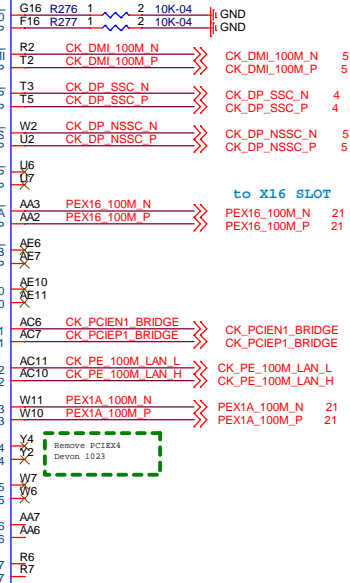 G16 R276 1 2 10K-04 GND
F16 R277 1 2 10K-04 GND
R2 CK_DMI_100M_N CK_DMI_100M_N 5
T2 CK_DMI_100M_P CK_DMI_100M_P 5
T3 CK_DP_SSC_N CK_DP_SSC_N 4
T5 CK_DP_SSC_P CK_DP_SSC_P 4
W2 CK_DP_NSSC_N CK_DP_NSSC_N 5
U2 CK_DP_NSSC_P CK_DP_NSSC_P 5
U6
U7
to X16 SLOT
AA3 PEX16_100M_N PEX16_100M_N 21
AA2 PEX16_100M_P PEX16_100M_P 21
AE6
AE7
AE10
AE11
AC6 CK_PCIEN1_BRIDGE CK_PCIEN1_BRIDGE
AC7 CK_PCIEP1_BRIDGE CK_PCIEP1_BRIDGE
AC11 CK_PE_100M_LAN_L CK_PE_100M_LAN_L
AC10 CK_PE_100M_LAN_H CK_PE_100M_LAN_H
W11 PEX1A_100M_N PEX1A_100M_N 21
W10 PEX1A_100M_P PEX1A_100M_P 21
Y4
Y2
Remove PCIEX4
Devon 1023
W7
W6
AA7
AA6
R6
R7